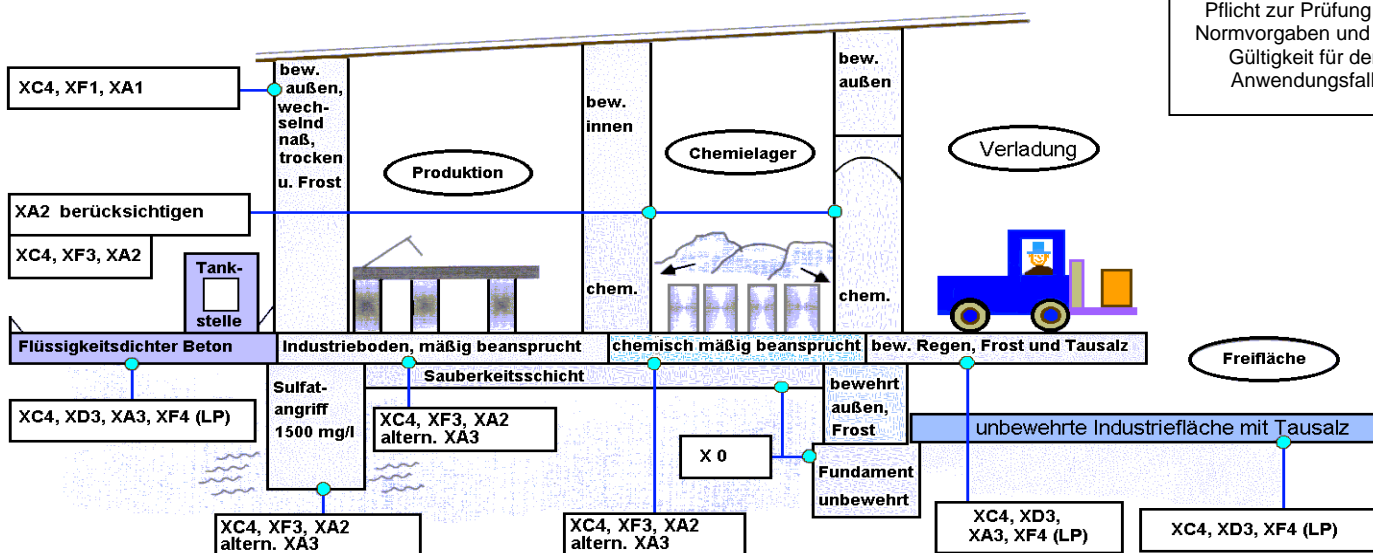 Pflicht zur Prüfung
Normvorgaben und
Gültigkeit für
Anwendungsfall
XC4, XF1, XA1
bew.
außen,
wech-
selnd
naß,
trocken
u. Frost
bew.
innen
bew.
außen
Produktion
Chemielager
Verladung
XA2 berücksichtigen
XC4, XF3, XA2
Tank-
stelle
chem.
chem.
Flüssigkeitsdichter Beton
Industrieboden, mäßig beansprucht
chemisch mäßig beansprucht
bew. Regen, Frost und Tausalz
Freifläche
Sauberkeitsschicht
Sulfat-
angriff
1500 mg/l
bewehrt
außen,
Frost
XC4, XD3, XA3, XF4 (LP)
XC4, XF3, XA2
altern. XA3
unbewehrte Industriefläche mit Tausalz
X 0
Fundament
unbewehrt
XC4, XF3, XA2
altern. XA3
XC4, XF3, XA2
altern. XA3
XC4, XD3,
XA3, XF4 (LP)
XC4, XD3, XF4 (LP)